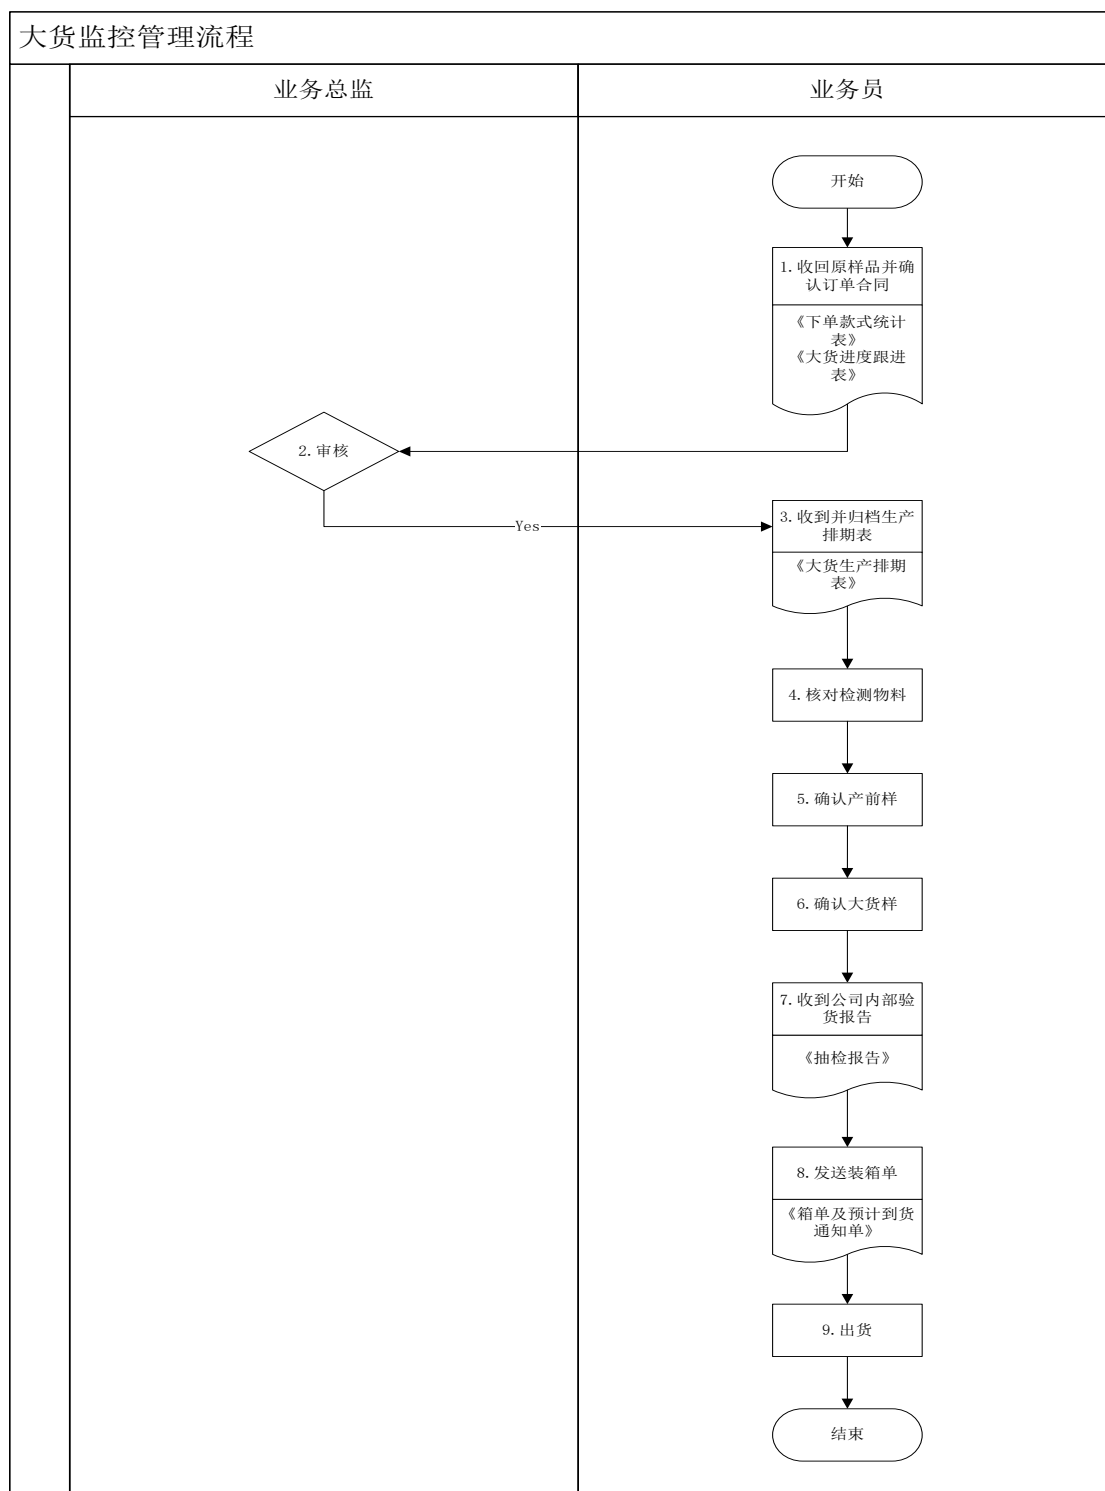 大货监控管理流程
业务总监
业务员
开始
1.收回原样品并确
认订单合同
《下单款式统计
表》
《大货进度跟进
表》
2.审核
Yes
3.收到并归档生产
排期表
《大货生产排期
表》
4.核对检测物料
5.确认产前样
6.确认大货样
7.收到公司内部验
货报告
《抽检报告》
8.发送装箱单
《箱单及预计到货
通知单》
9.出货
结束